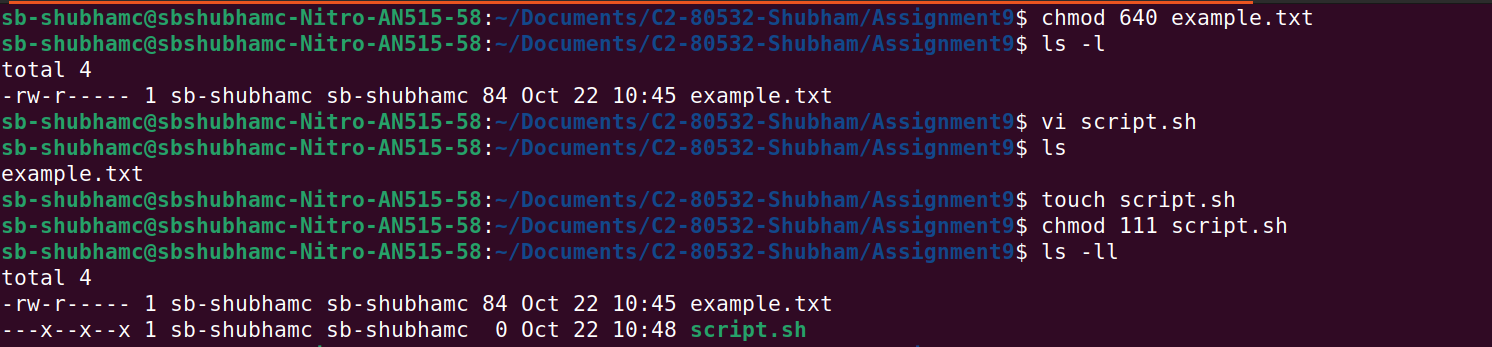 sb-shubhamc@sbshubhamc-Nitro-AN515-58:~/Documents/C2-80532-Shubham/Assignment9$ chmod 640 example.txt
sb-shubhamc@sbshubhamc-Nitro-AN515-58:~/Documents/C2-80532-Shubham/Assignment9$ ls -l
total 4
-rw-r----- 1 sb-shubhamc sb-shubhamc 84 Oct 22 10:45 example.txt
sb-shubhamc@sbshubhamc-Nitro-AN515-58:~/Documents/C2-80532-Shubham/Assignment9$ vi script.sh
sb-shubhamc@sbshubhamc-Nitro-AN515-58:~/Documents/C2-80532-Shubham/Assignment9$ ls
example.txt
sb-shubhamc@sbshubhamc-Nitro-AN515-58:~/Documents/C2-80532-Shubham/Assignment9$ touch script.sh
sb-shubhamc@sbshubhamc-Nitro-AN515-58:~/Documents/C2-80532-Shubham/Assignment9$ chmod 111 script.sh
sb-shubhamc@sbshubhamc-Nitro-AN515-58:~/Documents/C2-80532-Shubham/Assignment9$ ls -ll
total 4
-rw-r----- 1 sb-shubhamc sb-shubhamc 84 Oct 22 10:45 example.txt
---x--x--x 1 sb-shubhamc sb-shubhamc  0 Oct 22 10:48 script.sh